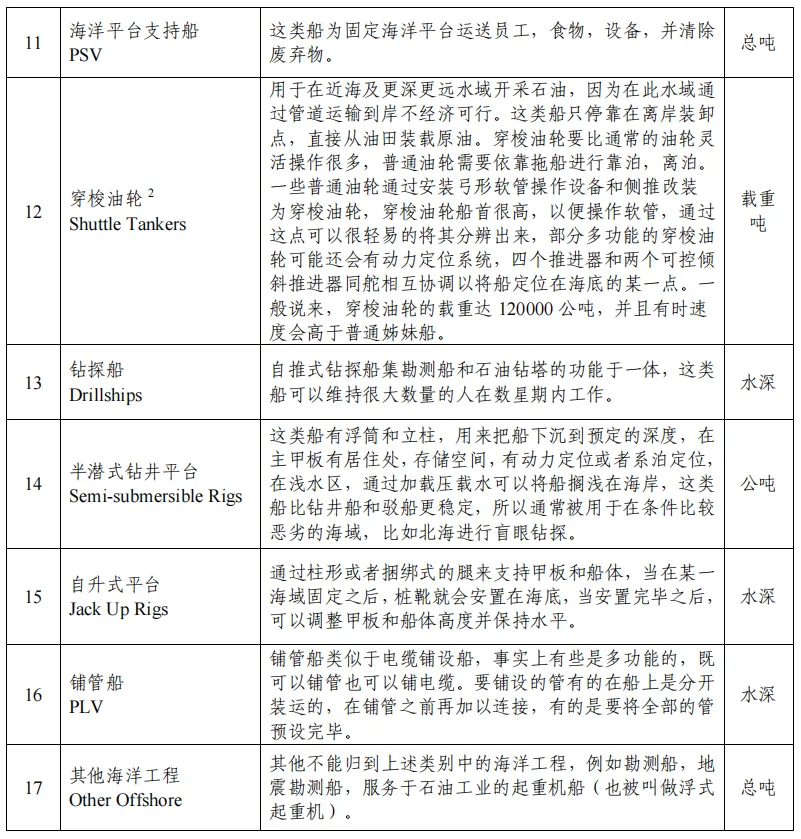 11
海洋平台支持船
PSV
这类船为固定海洋平台运送员工，食物，设备，并清除
废弃物。
总吨
12
穿梭油轮2
Shuttle Tankers
用于在近海及更深更远水域开采石油，因为在此水域通
过管道运输到岸不经济可行。这类船只停靠在离岸装卸
点，直接从油田装载原油。穿梭油轮要比通常的油轮灵
活操作很多，普通油轮需要依靠拖船进行靠泊，离泊。
一些普通油轮通过安装弓形软管操作设备和侧推改装
为穿梭油轮，穿梭油轮船首很高，以便操作软管，通过
这点可以很轻易的将其分辨出来，部分多功能的穿梭油
轮可能还会有动力定位系统，四个推进器和两个可控倾
斜推进器同舵相互协调以将船定位在海底的某一点。一
般说来，穿梭油轮的载重达 120000 公吨，并且有时速
度会高于普通姊妹船。
载重
吨
13
钻探船
Drillships
自推式钻探船集勘测船和石油钻塔的功能于一体，这类
船可以维持很大数量的人在数星期内工作。
水深
14
半潜式钻井平台
Semi-submersible Rigs
这类船有浮筒和立柱，用来把船下沉到预定的深度，在
主甲板有居住处，存储空间，有动力定位或者系泊定位，
在浅水区，通过加载压载水可以将船搁浅在海岸，这类
船比钻井船和驳船更稳定，所以通常被用于在条件比较
恶劣的海域，比如北海进行盲眼钻探。
公吨
15
自升式平台
Jack Up Rigs
通过柱形或者捆绑式的腿来支持甲板和船体，当在某一
海域固定之后，桩靴就会安置在海底，当安置完毕之后，
可以调整甲板和船体高度并保持水平。
水深
16
铺管船
PLV
铺管船类似于电缆铺设船，事实上有些是多功能的，既
可以铺管也可以铺电缆。要铺设的管有的在船上是分开
装运的，在铺管之前再加以连接，有的是要将全部的管
预设完毕。
水深
17
其他海洋工程
Other Offshore
其他不能归到上述类别中的海洋工程，例如勘测船，地
震勘测船，服务于石油工业的起重机船（也被叫做浮式
起重机）。
总吨